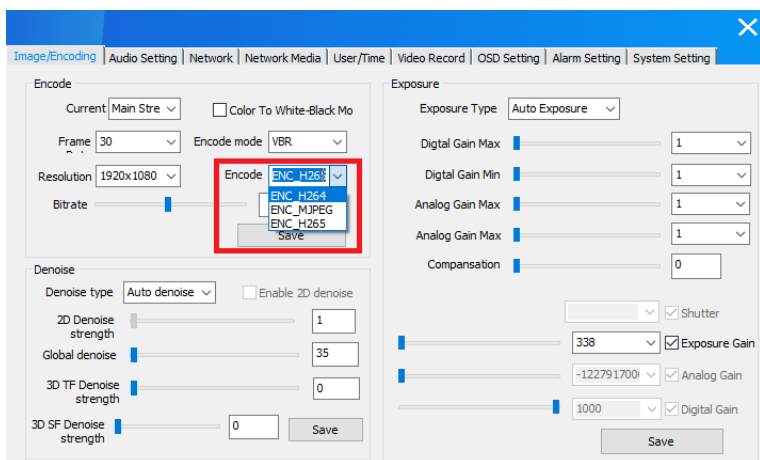 Image/Encoding Audio Setting Network Network Media User/Time Video Record OSD Setting Alarm Setting System Setting
Encode
Current Main Stre Color To White-Black Mo
Frame 30 Encode mode VBR
Resolution 1920x1080 Encode ENC_H26
Bitrate
ENC_H264
ENC_MJPEG
ENC_H265
Save
Denoise
Denoise type Auto denoise Enable 2D denoise
2D Denoise strength 1
Global denoise 35
3D TF Denoise strength 0
3D SF Denoise strength 0 Save
Exposure
Exposure Type Auto Exposure
Digtal Gain Max 1
Digtal Gain Min 1
Analog Gain Max 1
Analog Gain Max 1
Compansation 0
Shutter
338 Exposure Gain
-1227917000 Analog Gain
1000 Digital Gain
Save